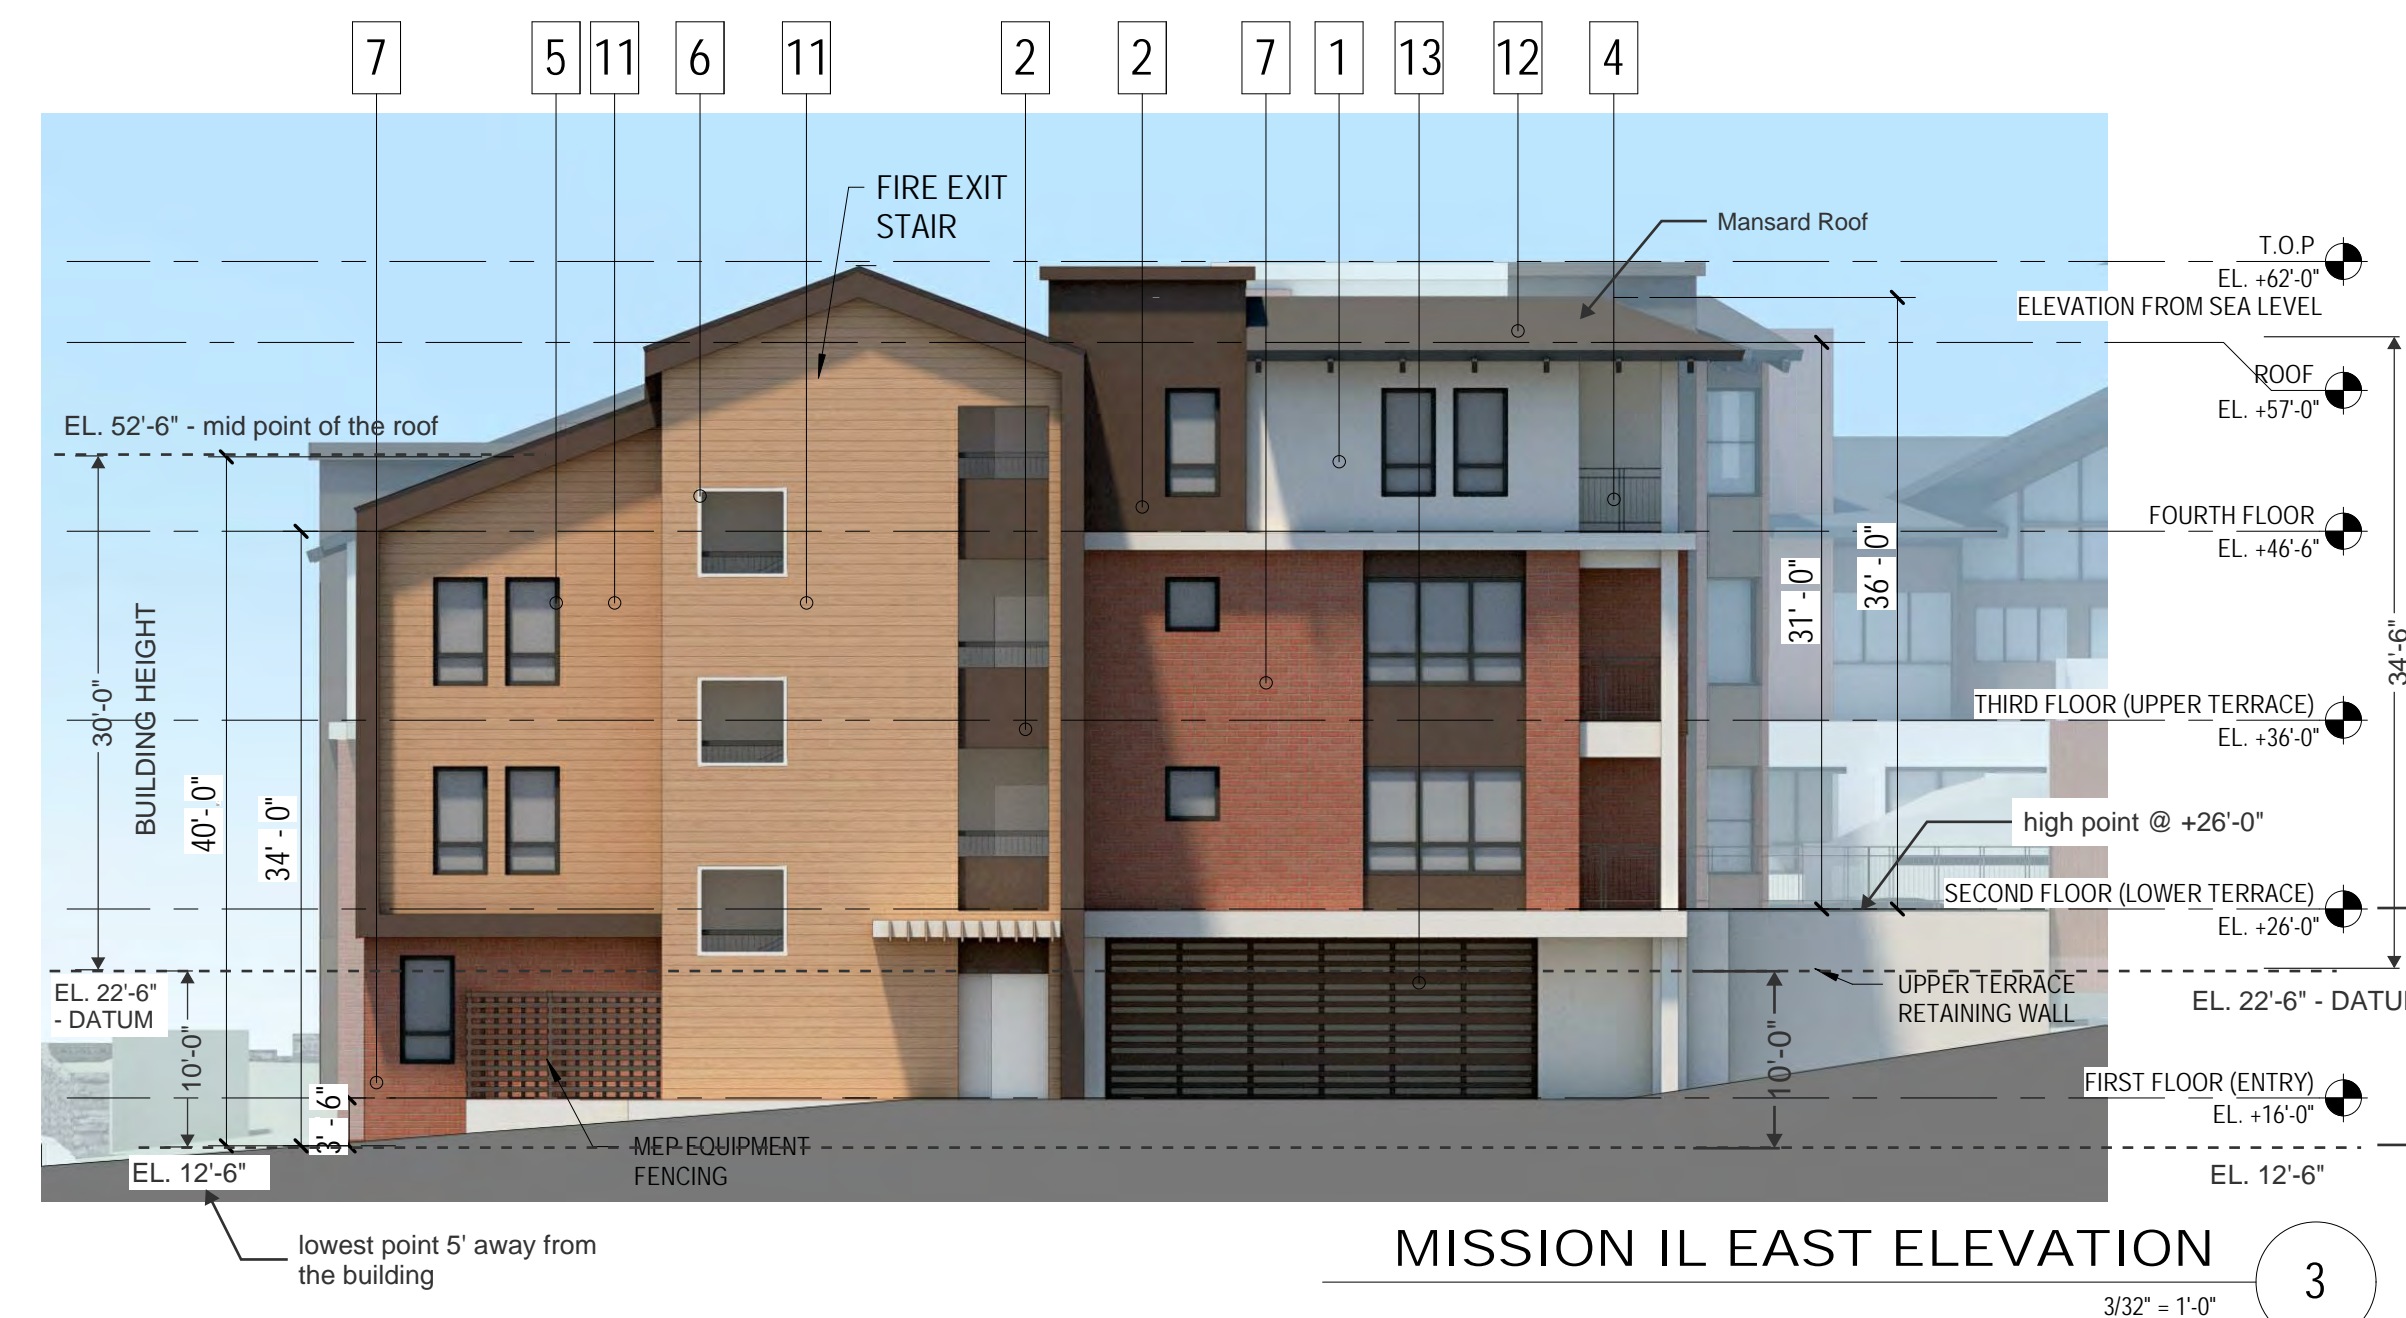 7
5
11
6
11
2
2
7
1
13
12
4
FIRE EXIT
STAIR
Mansard Roof
T.O.P
EL. +62'-0"
ELEVATION FROM SEA LEVEL
ROOF
EL. +57'-0"
EL. 52'-6" - mid point of the roof
FOURTH FLOOR
EL. +46'-6"
30'-0"
BUILDING HEIGHT
40'-0"
34' - 0"
31' - 0"
36' - 0"
34'-6"
THIRD FLOOR (UPPER TERRACE)
EL. +36'-0"
high point @ +26'-0"
SECOND FLOOR (LOWER TERRACE)
EL. +26'-0"
EL. 22'-6"
- DATUM
10'-0"
3' - 6"
10'-0"
UPPER TERRACE
RETAINING WALL
EL. 22'-6" - DATU
FIRST FLOOR (ENTRY)
EL. +16'-0"
MEP EQUIPMENT
FENCING
EL. 12'-6"
EL. 12'-6"
lowest point 5' away from
the building
MISSION IL EAST ELEVATION
3
3/32" = 1'-0"